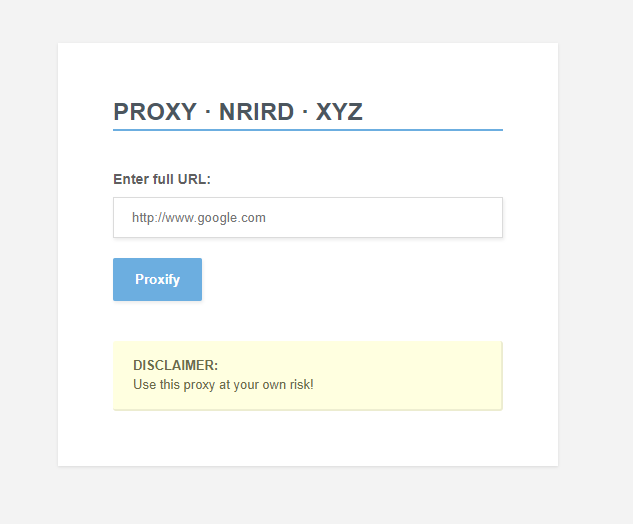 PROXY · NRIRD · XYZ
Enter full URL:
http://www.google.com
Proxify
DISCLAIMER:
Use this proxy at your own risk!